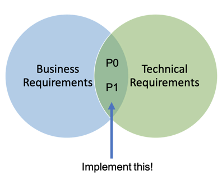 Business
Requirements
P0
P1
Technical
Requirements
Implement this!